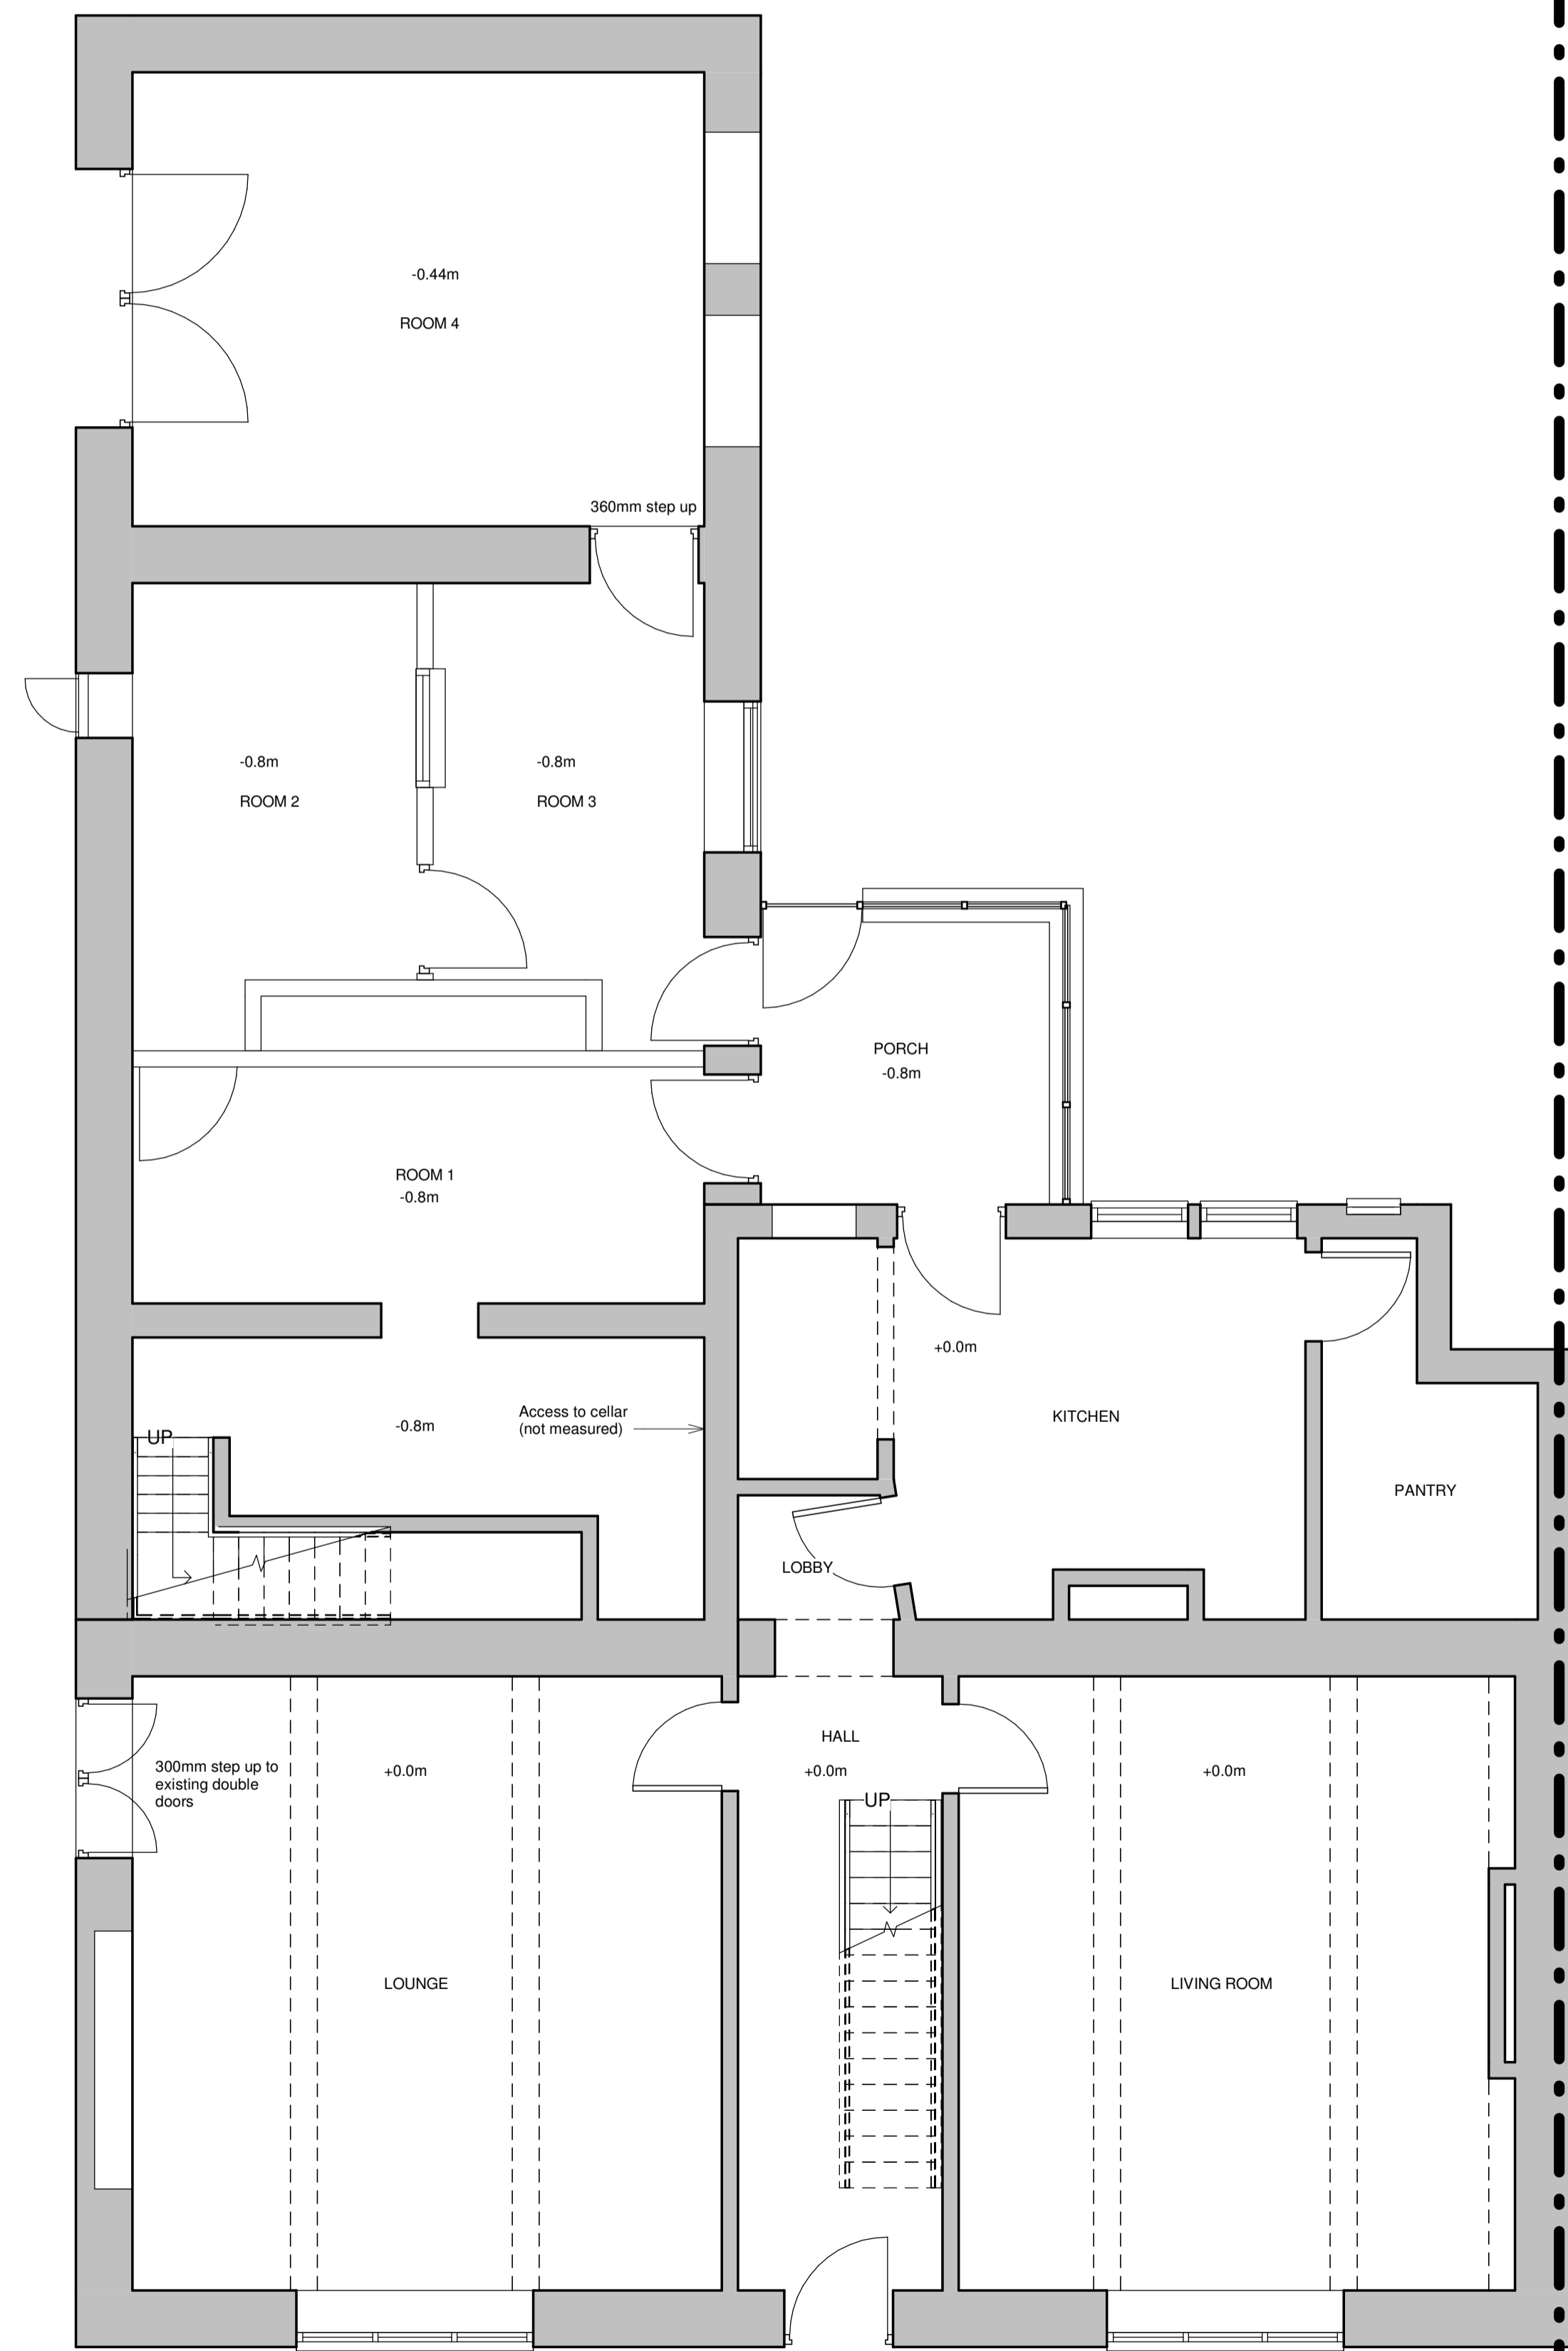 -0.44m
ROOM 4
360mm step up
-0.8m
ROOM 2
-0.8m
ROOM 3
PORCH
-0.8m
ROOM 1
-0.8m
+0.0m
KITCHEN
-0.8m
Access to cellar
(not measured)
UP
PANTRY
LOBBY
HALL
+0.0m
300mm step up to
existing double
doors
+0.0m
+0.0m
UP
LOUNGE
LIVING ROOM